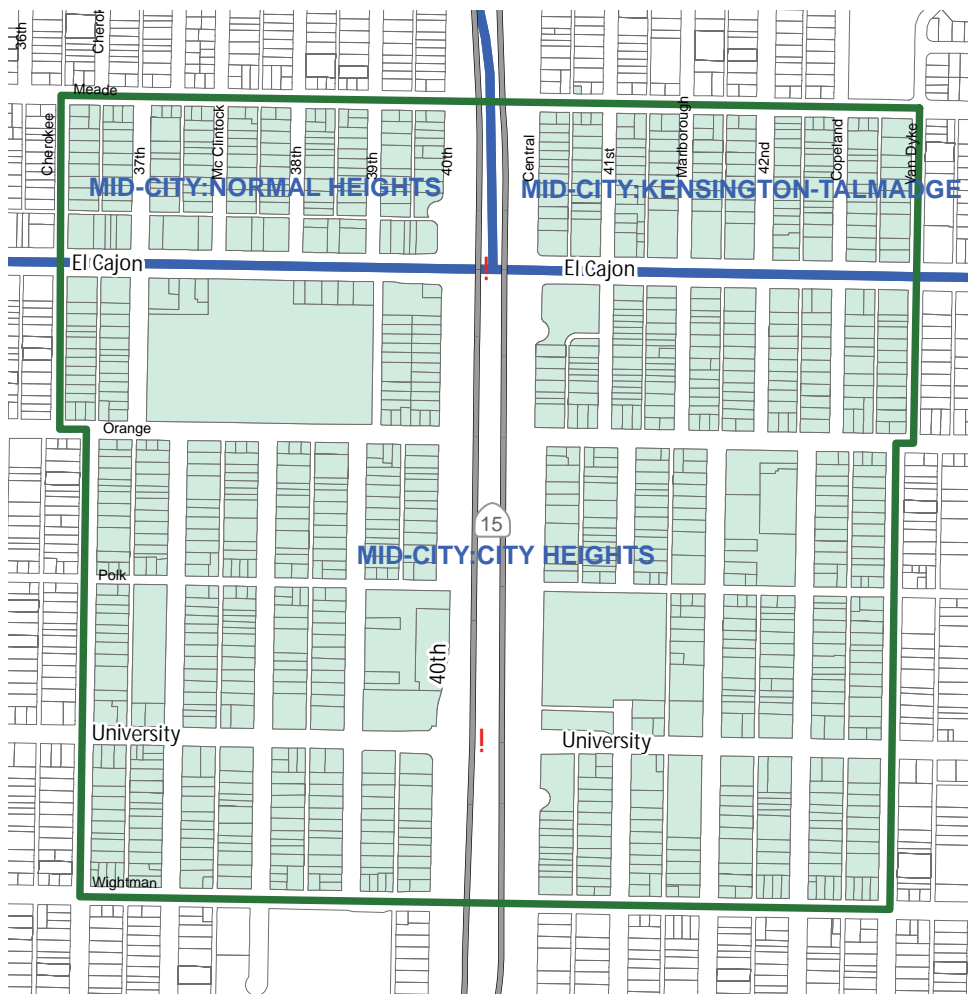 36th
Cherok
Meade
Cherokee
37th
Mc Clintock
38th
39th
40th
Central
41st
Marlborough
42nd
Copeland
Van Dyke
MID-CITY:NORMAL HEIGHTS
MID-CITY:KENSINGTON-TALMADGE
El Cajon
!
El Cajon
Orange
15
MID-CITY:CITY HEIGHTS
Polk
40th
University
!
University
Wightman